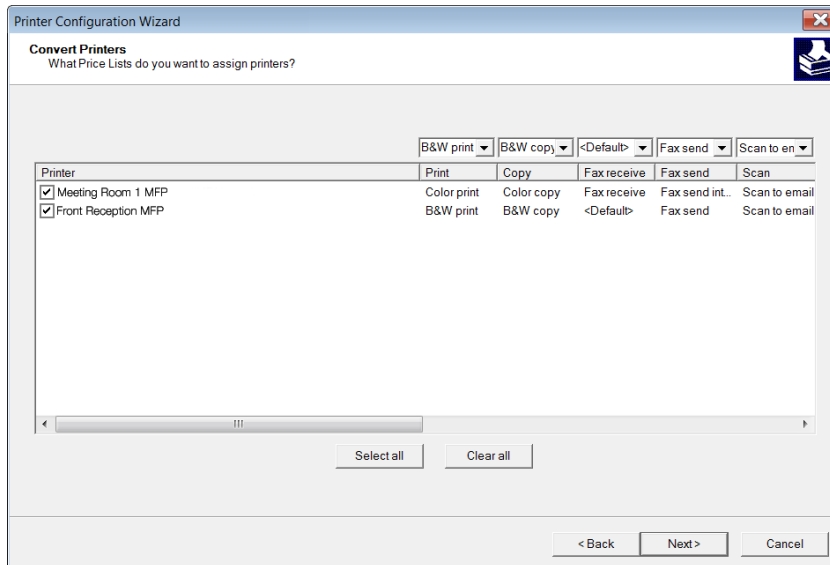 Printer Configuration Wizard
Convert Printers
What Price Lists do you want to assign printers?
B&W print B&W copy <Default> Fax send Scan to en
Printer Print Copy Fax receive Fax send Scan
Meeting Room 1 MFP Color print Color copy Fax receive Fax send int... Scan to email
Front Reception MFP B&W print B&W copy <Default> Fax send Scan to email
Select all Clear all
< Back Next > Cancel